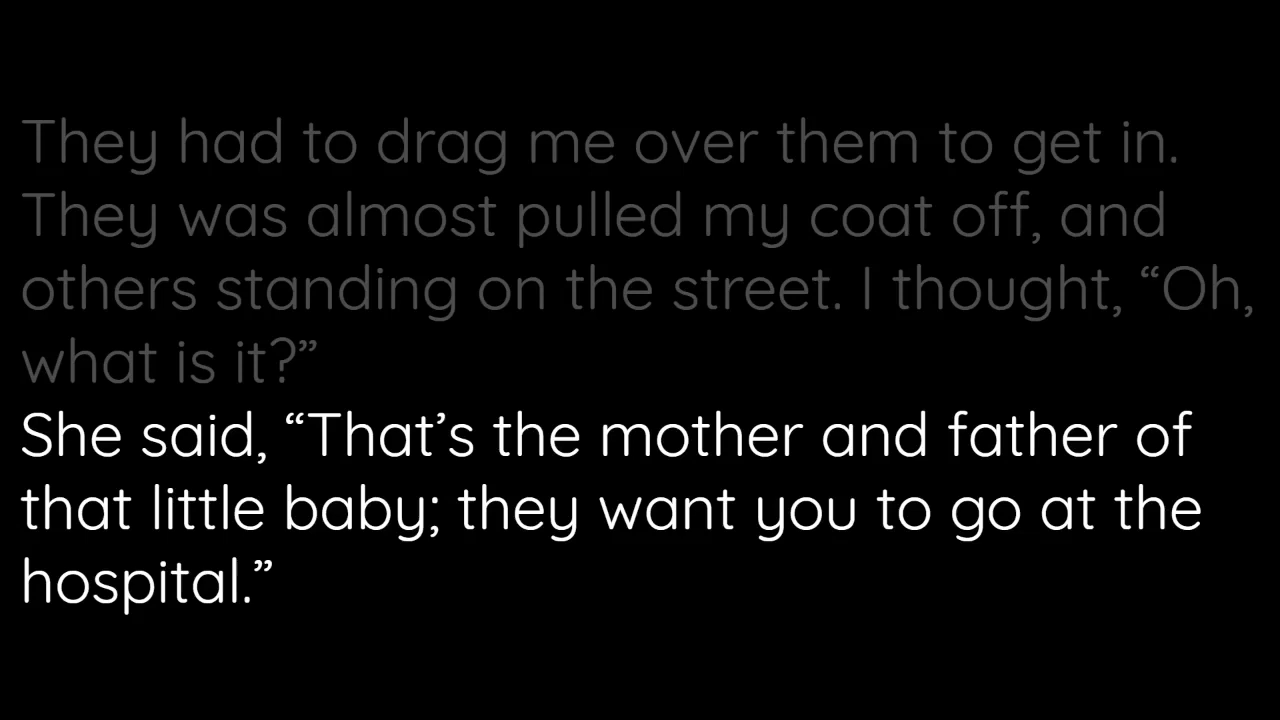 They had to drag me over them to get in.
They was almost pulled my coat off, and
others standing on the street. I thought, “Oh,
what is it?”
She said, “That’s the mother and father of
that little baby; they want you to go at the
hospital.”